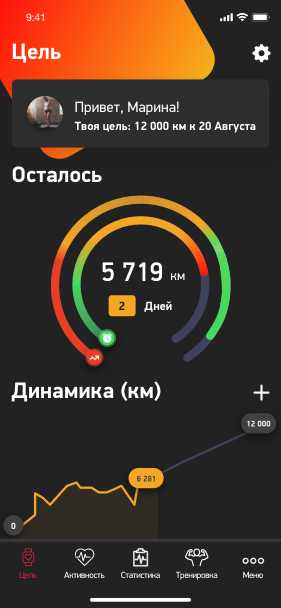 9:41
Цель
Привет, Марина!
Твоя цель: 12 000 км к 20 Августа
Осталось
5 719 км
2 Дней
Динамика (км)
12 000
6 281
0
Цель Активность Статистика Тренировка Меню